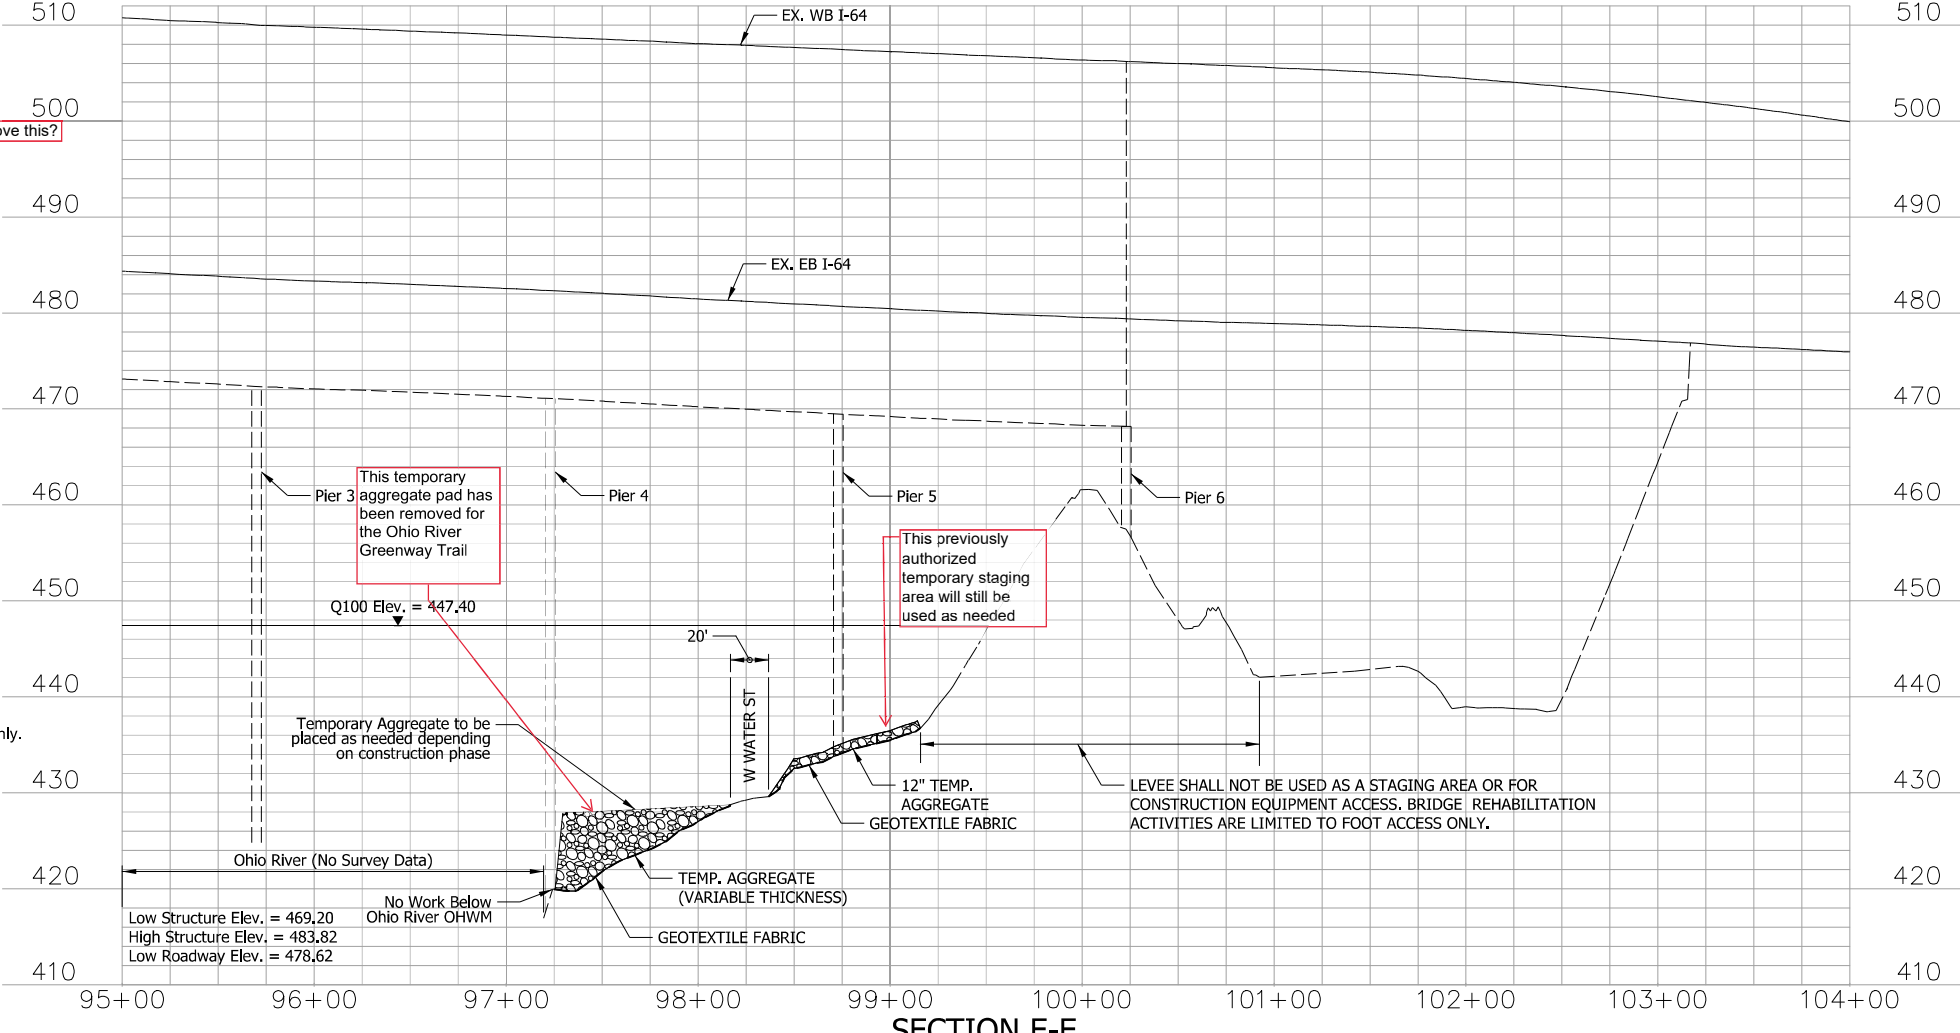 510
510
EX. WB I-64
500
500
ove this?
490
490
EX. EB I-64
480
480
470
470
This temporary
aggregate pad has
been removed for
the Ohio River
Greenway Trail
Pier 3
Pier 4
Pier 5
Pier 6
460
460
This previously
authorized
temporary staging
area will still be
used as needed
450
450
Q100 Elev. = 447.40
20'
W WATER ST
440
440
Temporary Aggregate to be
placed as needed depending
on construction phase
nly.
430
430
12" TEMP.
AGGREGATE
GEOTEXTILE FABRIC
LEVEE SHALL NOT BE USED AS A STAGING AREA OR FOR
CONSTRUCTION EQUIPMENT ACCESS. BRIDGE REHABILITATION
ACTIVITIES ARE LIMITED TO FOOT ACCESS ONLY.
Ohio River (No Survey Data)
420
420
TEMP. AGGREGATE
(VARIABLE THICKNESS)
No Work Below
Ohio River OHWM
GEOTEXTILE FABRIC
Low Structure Elev. = 469.20
High Structure Elev. = 483.82
Low Roadway Elev. = 478.62
410
410
95+00 96+00 97+00 98+00 99+00 100+00 101+00 102+00 103+00 104+00
SECTION E-E